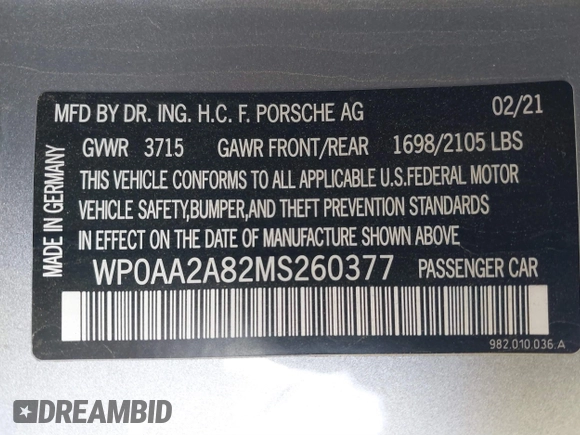 MFD BY DR. ING. H.C. F. PORSCHE AG 02/21
GVWR 3715 GAWR FRONT/REAR 1698/2105 LBS
THIS VEHICLE CONFORMS TO ALL APPLICABLE U.S.FEDERAL MOTOR
VEHICLE SAFETY,BUMPER,AND THEFT PREVENTION STANDARDS
IN EFFECT ON THE DATE OF MANUFACTURE SHOWN ABOVE
WP0AA2A82MS260377 PASSENGER CAR
MADE IN GERMANY
982.010.036.A
DREAMBID